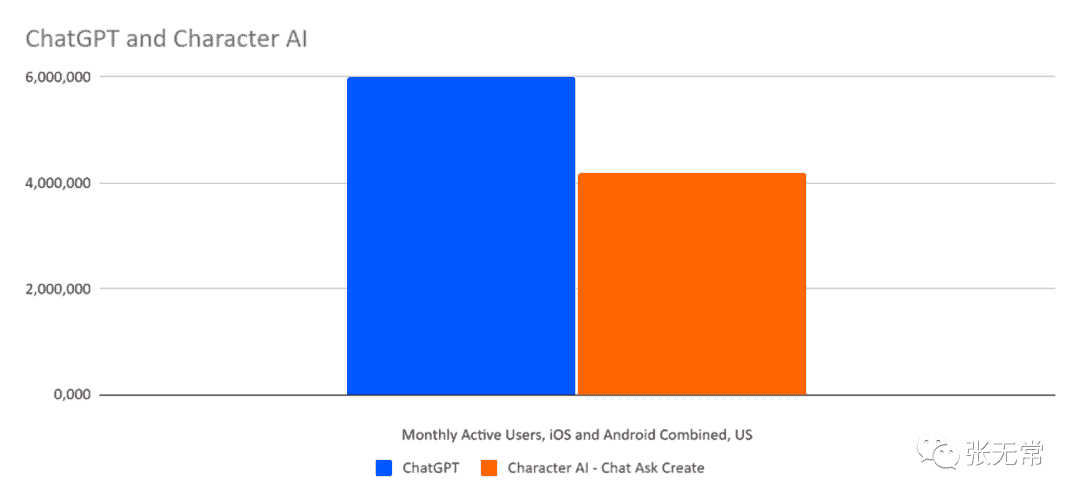 ChatGPT and Character AI
6,000,000
4,000,000
2,000,000
0,000
Monthly Active Users, iOS and Android Combined, US
ChatGPT
Character AI - Chat Ask Create
张无常